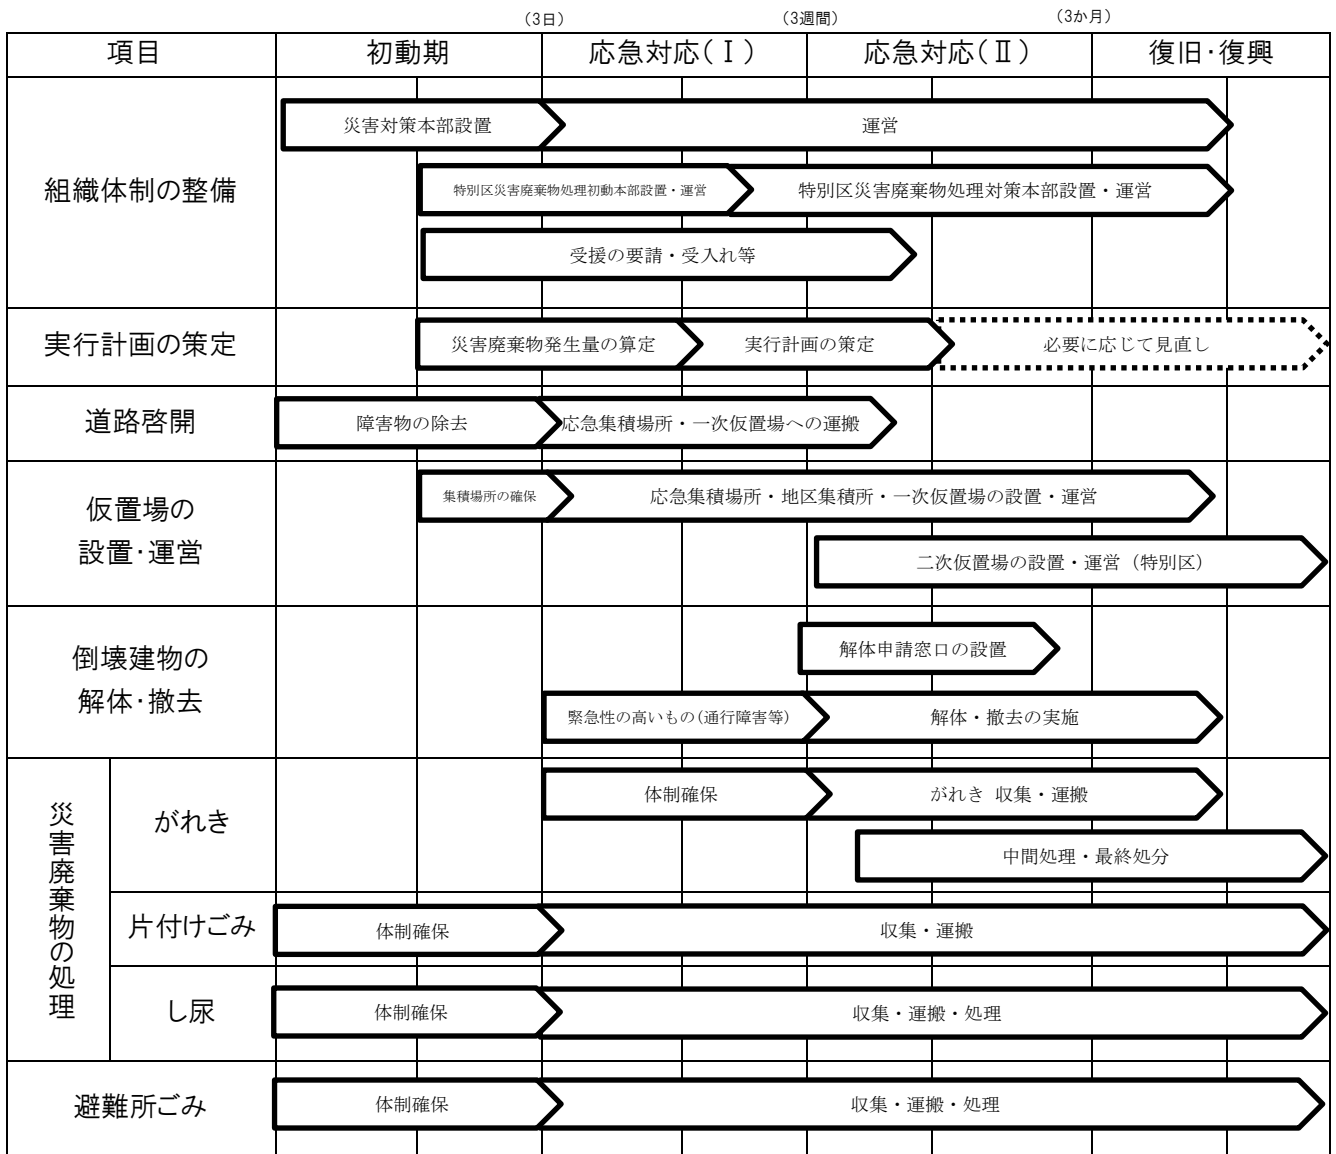 （3日）
（3週間）
（3か月）
項目
初動期
応急対応（Ⅰ）
応急対応（Ⅱ）
復旧・復興
組織体制の整備
災害対策本部設置
運営
特別区災害廃棄物処理初動本部設置・運営
特別区災害廃棄物処理対策本部設置・運営
受援の要請・受入れ等
実行計画の策定
災害廃棄物発生量の算定
実行計画の策定
必要に応じて見直し
道路啓開
障害物の除去
応急集積場所・一次仮置場への運搬
仮置場の
設置・運営
集積場所の確保
応急集積場所・地区集積所・一次仮置場の設置・運営
二次仮置場の設置・運営（特別区）
倒壊建物の
解体・撤去
解体申請窓口の設置
緊急性の高いもの(通行障害等)
解体・撤去の実施
災害廃棄物の処理
がれき
体制確保
がれき 収集・運搬
中間処理・最終処分
片付けごみ
体制確保
収集・運搬
し尿
体制確保
収集・運搬・処理
避難所ごみ
体制確保
収集・運搬・処理